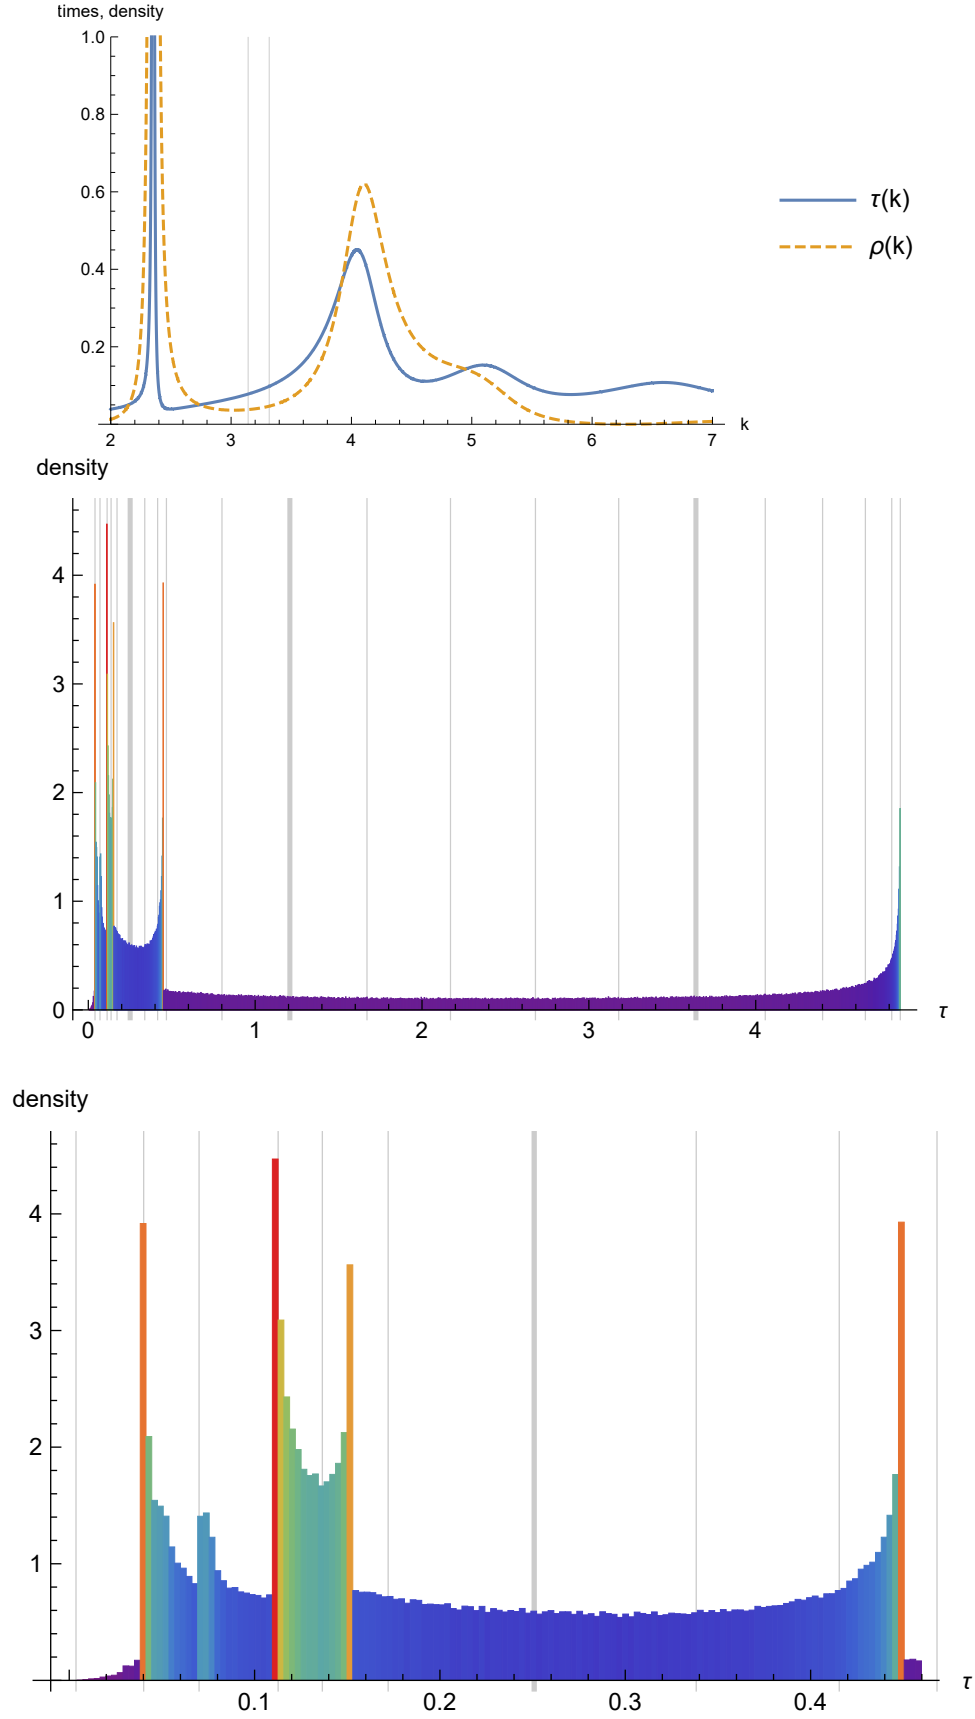 times, density
1.0
0.8
0.6
0.4
0.2
2 3 4 5 6 7 k
τ(k)
ρ(k)
density
4
3
2
1
0
0 1 2 3 4 τ
density
4
3
2
1
0.1 0.2 0.3 0.4 τ